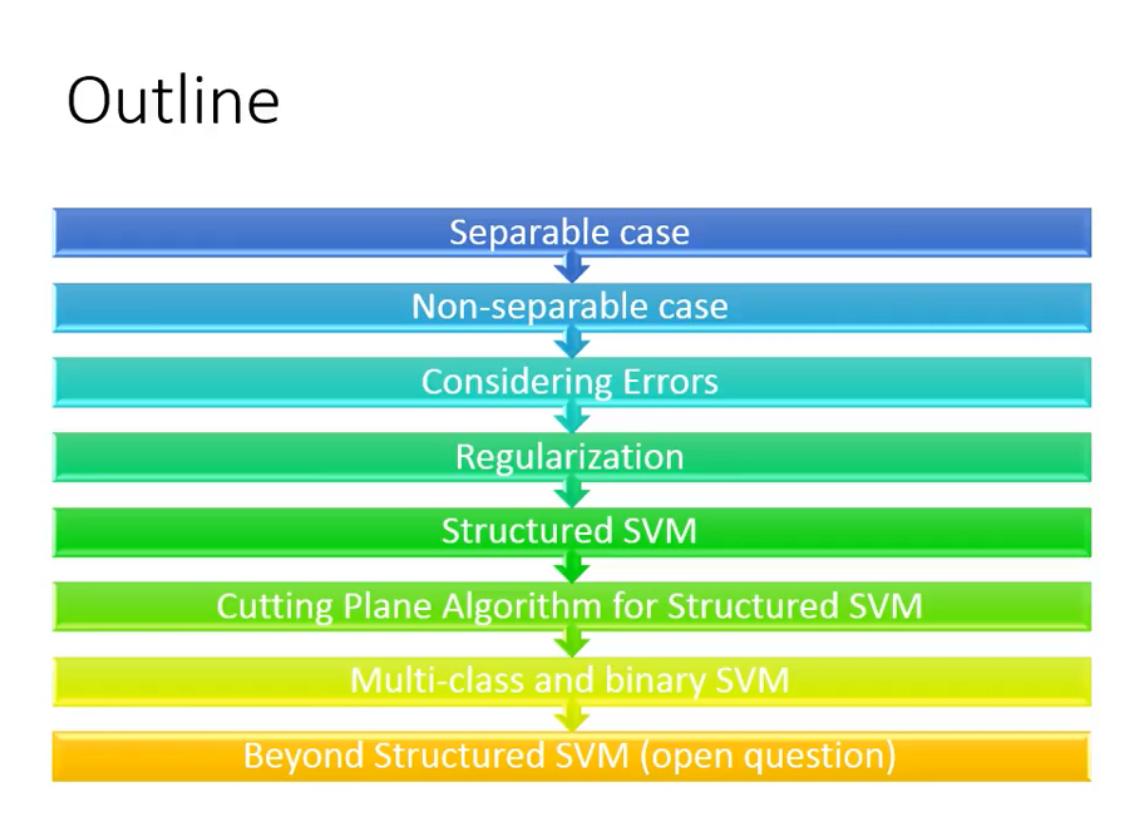 Outline
Separable case
Non-separable case
Considering Errors
Regularization
Structured SVM
Cutting Plane Algorithm for Structured SVM
Multi-class and binary SVM
Beyond Structured SVM (open question)